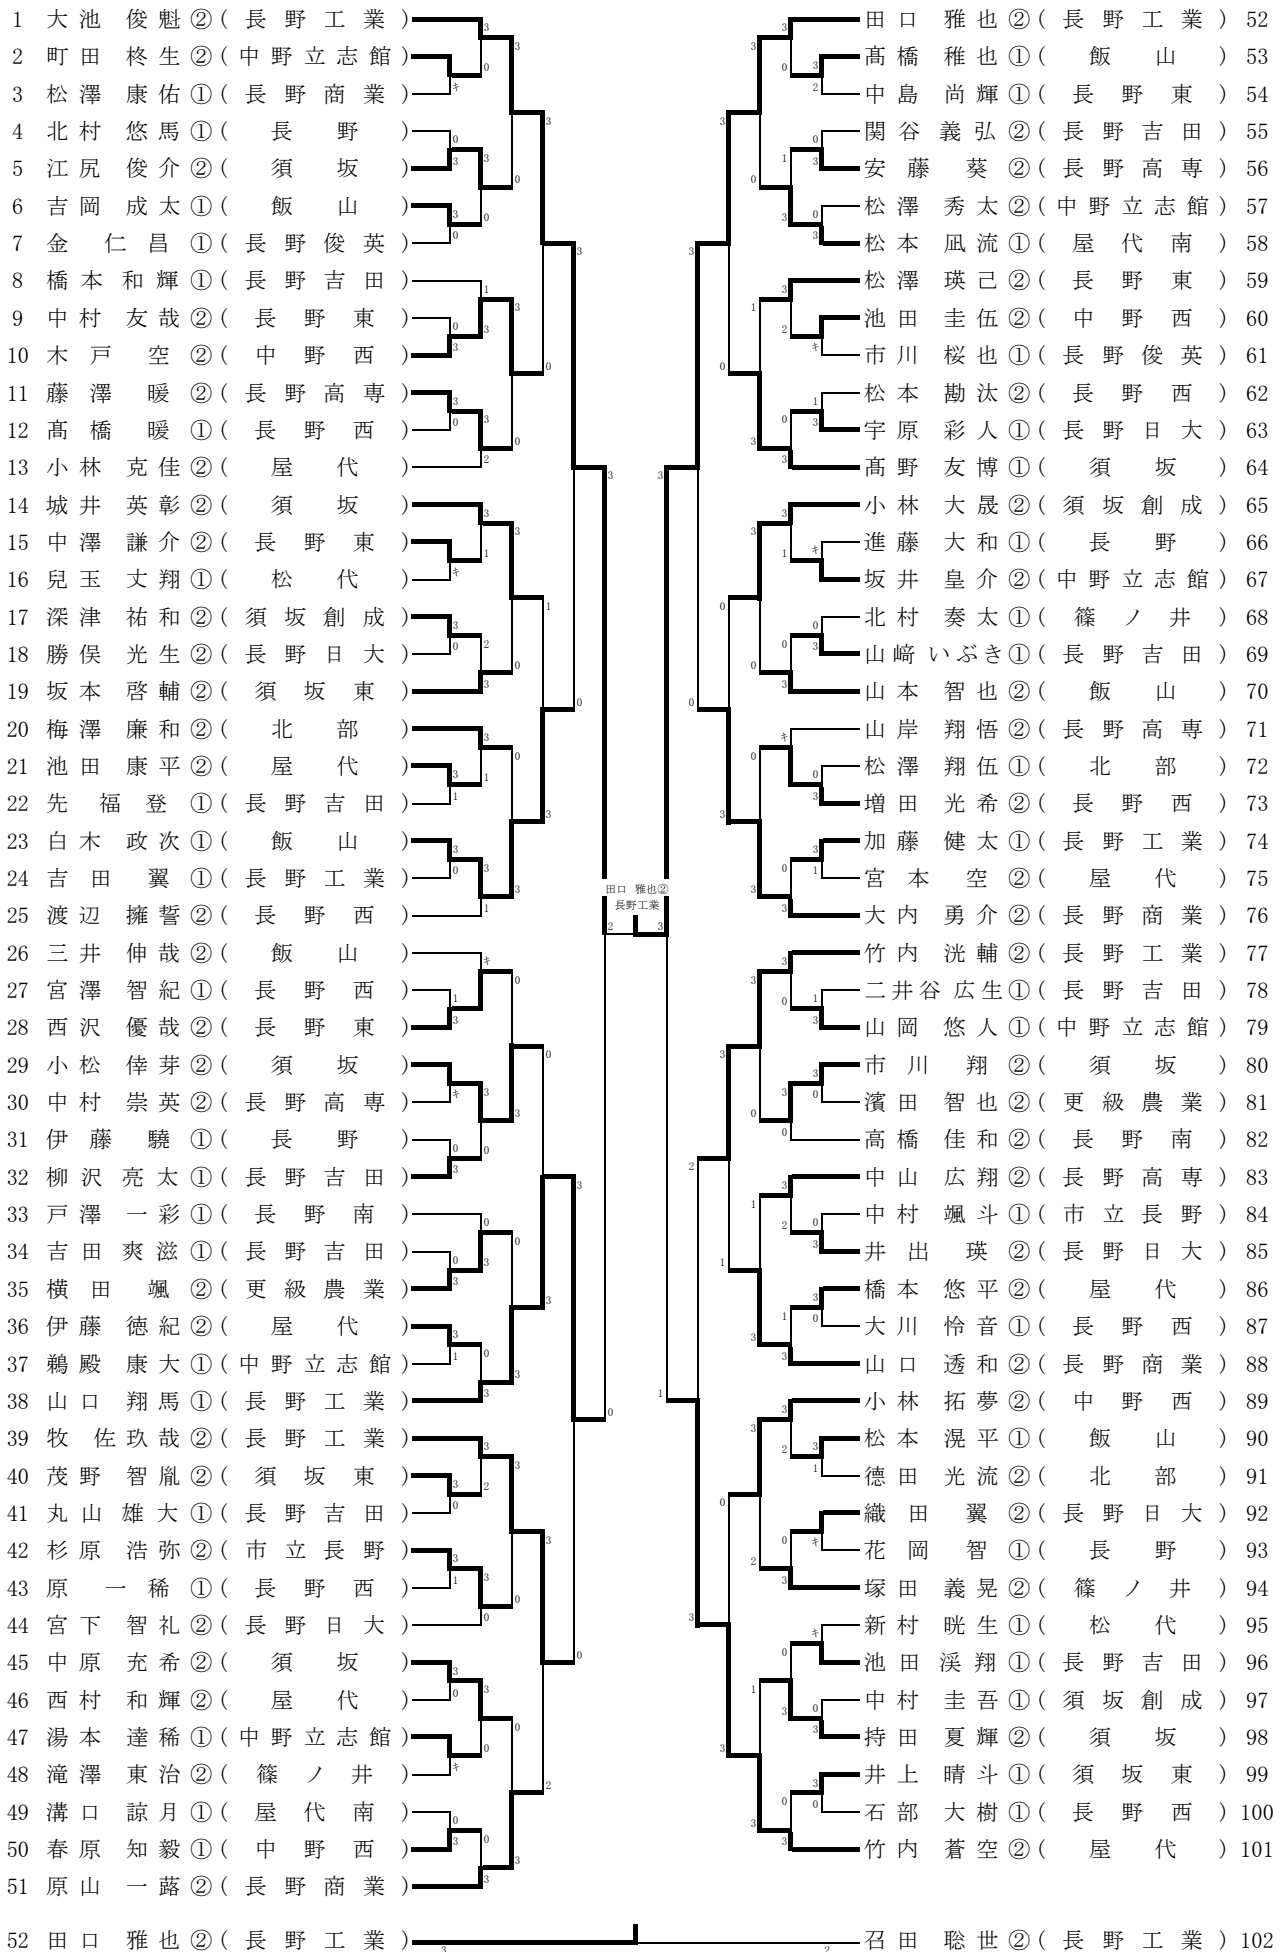 1 大池 俊魁②(長野工業)
2 町田 柊生②(中野立志館)
3 松澤 康佑①(長野商業)
4 北村 悠馬①(長野)
5 江尻 俊介②(須坂)
6 吉岡 成太①(飯山)
7 金 仁昌①(長野俊英)
8 橋本 和輝①(長野吉田)
9 中村 友哉②(長野東)
10 木戸 空②(中野西)
11 藤澤 暖②(長野高専)
12 髙橋 暖①(長野西)
13 小林 克佳②(屋代)
14 城井 英彰②(須坂)
15 中澤 謙介②(長野東)
16 兒玉 丈翔①(松代)
17 深津 祐和②(須坂創成)
18 勝俣 光生②(長野日大)
19 坂本 啓輔②(須坂東)
20 梅澤 廉和②(北部)
21 池田 康平②(屋代)
22 先 福登①(長野吉田)
23 白木 政次①(飯山)
24 吉田 翼①(長野工業)
25 渡辺 擁誓②(長野西)
26 三井 伸哉②(飯山)
27 宮澤 智紀①(長野西)
28 西沢 優哉②(長野東)
29 小松 倖芽②(須坂)
30 中村 崇英②(長野高専)
31 伊藤 驍①(長野)
32 柳沢 亮太①(長野吉田)
33 戸澤 一彩①(長野南)
34 吉田 爽滋①(長野吉田)
35 横田 颯②(更級農業)
36 伊藤 徳紀②(屋代)
37 鵜殿 康大①(中野立志館)
38 山口 翔馬①(長野工業)
39 牧 佐玖哉②(長野工業)
40 茂野 智胤②(須坂東)
41 丸山 雄大①(長野吉田)
42 杉原 浩弥②(市立長野)
43 原 一稀①(長野西)
44 宮下 智礼②(長野日大)
45 中原 充希②(須坂)
46 西村 和輝②(屋代)
47 湯本 達稀①(中野立志館)
48 滝澤 東治②(篠ノ井)
49 溝口 諒月①(屋代南)
50 春原 知毅①(中野西)
51 原山 一蕗②(長野商業)
田口 雅也②
長野工業
田口 雅也②(長野工業) 52
髙橋 稚也①(飯山) 53
中島 尚輝①(長野東) 54
関谷 義弘②(長野吉田) 55
安藤 葵②(長野高専) 56
松澤 秀太②(中野立志館) 57
松本 凪流①(屋代南) 58
松澤 瑛己②(長野東) 59
池田 圭伍②(中野西) 60
市川 桜也①(長野俊英) 61
松本 勘汰②(長野西) 62
宇原 彩人①(長野日大) 63
髙野 友博①(須坂) 64
小林 大晟②(須坂創成) 65
進藤 大和①(長野) 66
坂井 皇介②(中野立志館) 67
北村 奏太①(篠ノ井) 68
山﨑 いぶき①(長野吉田) 69
山本 智也②(飯山) 70
山岸 翔悟②(長野高専) 71
松澤 翔伍①(北部) 72
増田 光希②(長野西) 73
加藤 健太①(長野工業) 74
宮本 空②(屋代) 75
大内 勇介②(長野商業) 76
竹内 洸輔②(長野工業) 77
二井谷 広生①(長野吉田) 78
山岡 悠人①(中野立志館) 79
市川 翔②(須坂) 80
濱田 智也②(更級農業) 81
高橋 佳和②(長野南) 82
中山 広翔②(長野高専) 83
中村 颯斗①(市立長野) 84
井出 瑛②(長野日大) 85
橋本 悠平②(屋代) 86
大川 怜音①(長野西) 87
山口 透和②(長野商業) 88
小林 拓夢②(中野西) 89
松本 滉平①(飯山) 90
德田 光流②(北部) 91
織田 翼②(長野日大) 92
花岡 智①(長野) 93
塚田 義晃②(篠ノ井) 94
新村 晄生①(松代) 95
池田 渓翔①(長野吉田) 96
中村 圭吾①(須坂創成) 97
持田 夏輝②(須坂) 98
井上 晴斗①(須坂東) 99
石部 大樹①(長野西) 100
竹内 蒼空②(屋代) 101
52 田口 雅也②(長野工業) 3 2 召田 聡世②(長野工業) 102